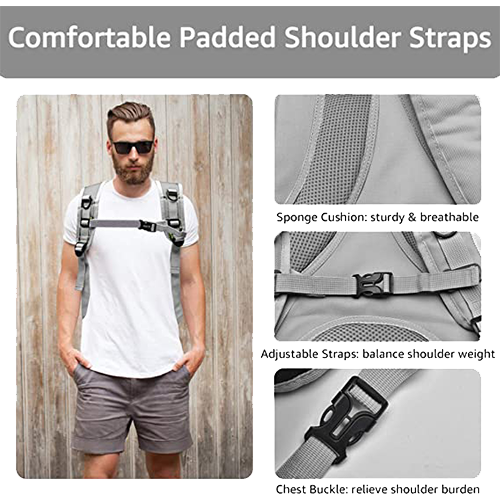 Comfortable Padded Shoulder Straps
Sponge Cushion: sturdy & breathable
Adjustable Straps: balance shoulder weight
Chest Buckle: relieve shoulder burden